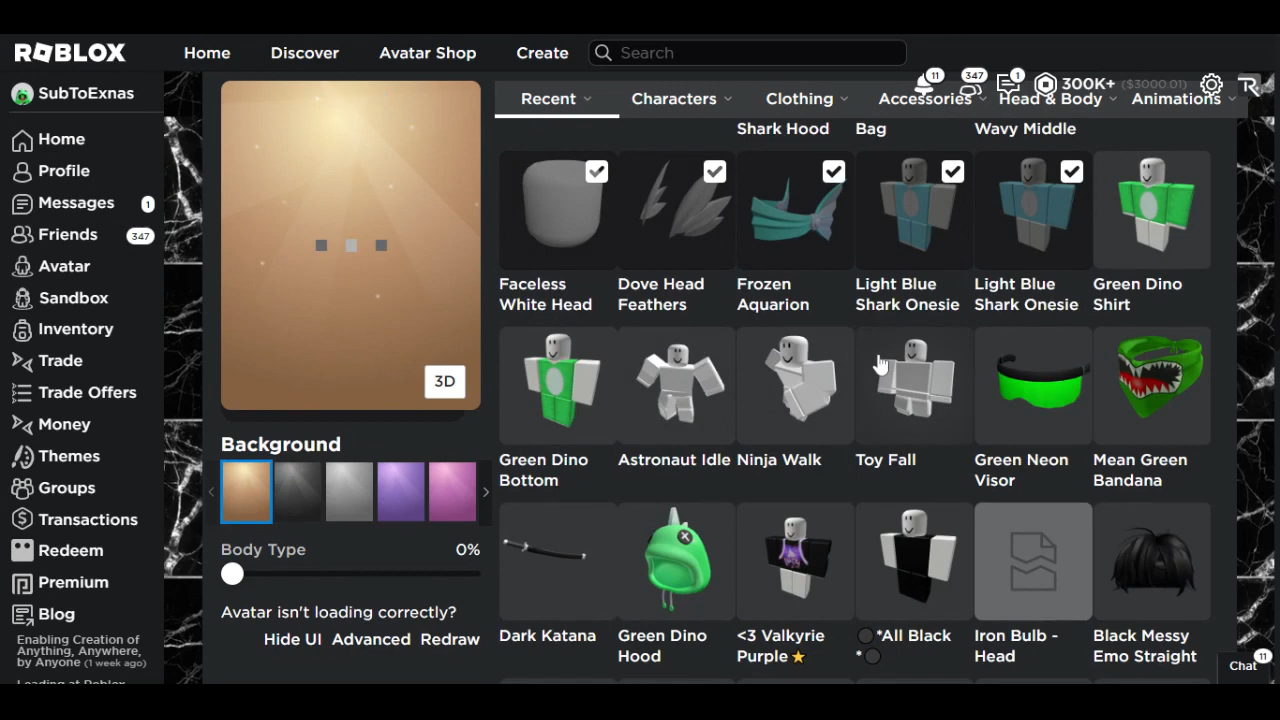 ROBLOX
Home
Discover
Avatar Shop
Create
Search
11
347
1
300K+
($3000.01)
SubToExnas
Home
Profile
Messages
1
Friends
347
Avatar
Sandbox
Inventory
Trade
Trade Offers
Money
Themes
Groups
Transactions
Redeem
Premium
Blog
Enabling Creation of
Anything, Anywhere,
by Anyone (1 week ago)
Leading at Roblox
3D
Background
Body Type
0%
Avatar isn't loading correctly?
Hide UI
Advanced
Redraw
Recent
Characters
Clothing
Accessories
Head & Body
Animations
Shark Hood
Bag
Wavy Middle
Faceless
White Head
Dove Head
Feathers
Frozen
Aquarion
Light Blue
Shark Onesie
Light Blue
Shark Onesie
Green Dino
Shirt
Green Dino
Bottom
Astronaut Idle
Ninja Walk
Toy Fall
Green Neon
Visor
Mean Green
Bandana
Dark Katana
Green Dino
Hood
<3 Valkyrie
Purple ⭐
⚫*All Black
*⚫
Iron Bulb -
Head
Black Messy
Emo Straight
Chat
11